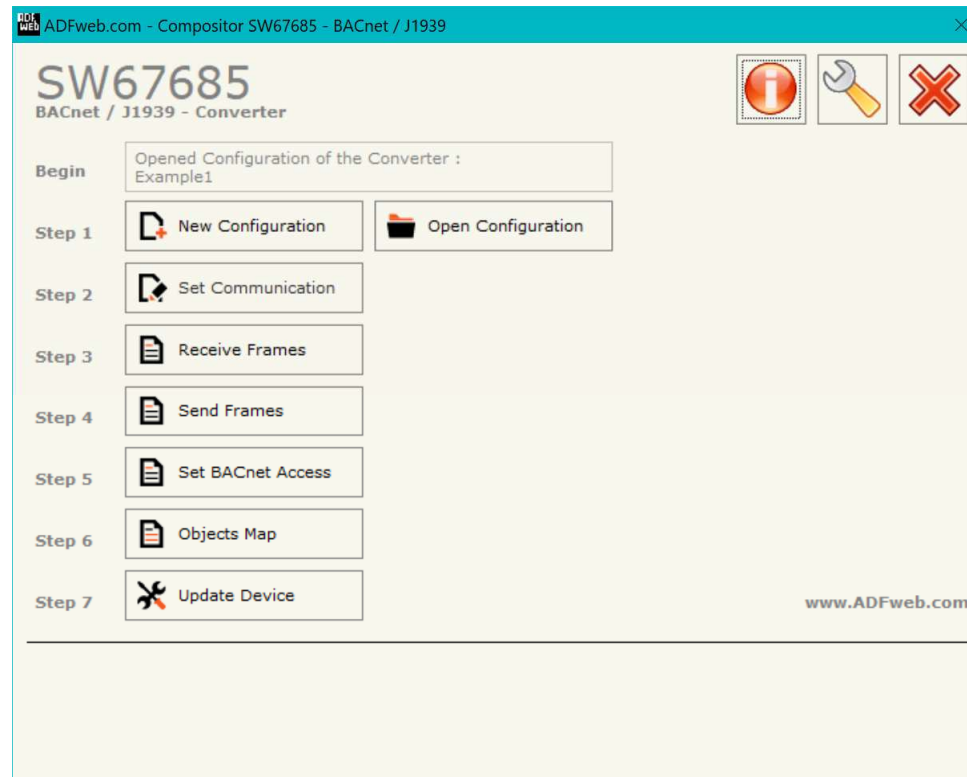 ADF WEB ADFweb.com - Compositor SW67685 - BACnet / J1939
SW67685
BACnet / J1939 - Converter
Begin
Opened Configuration of the Converter :
Example1
Step 1
New Configuration
Open Configuration
Step 2
Set Communication
Step 3
Receive Frames
Step 4
Send Frames
Step 5
Set BACnet Access
Step 6
Objects Map
Step 7
Update Device
www.ADFweb.com